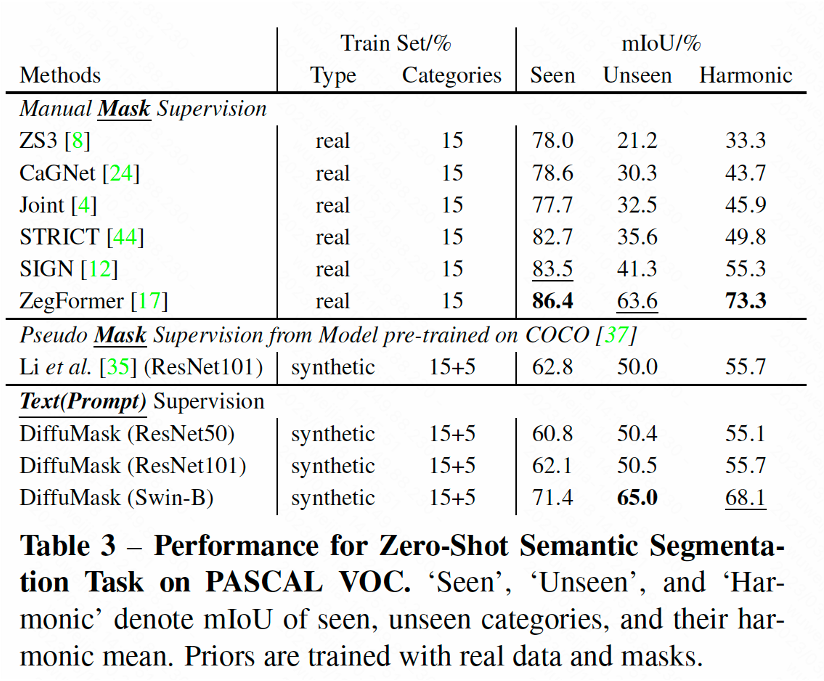 Train Set/% mIoU/%
Methods Type Categories Seen Unseen Harmonic
Manual Mask Supervision
ZS3 [8] real 15 78.0 21.2 33.3
CaGNet [24] real 15 78.6 30.3 43.7
Joint [4] real 15 77.7 32.5 45.9
STRICT [44] real 15 82.7 35.6 49.8
SIGN [12] real 15 83.5 41.3 55.3
ZegFormer [17] real 15 86.4 63.6 73.3
Pseudo Mask Supervision from Model pre-trained on COCO [37]
Li et al. [35] (ResNet101) synthetic 15+5 62.8 50.0 55.7
Text(Prompt) Supervision
DiffuMask (ResNet50) synthetic 15+5 60.8 50.4 55.1
DiffuMask (ResNet101) synthetic 15+5 62.1 50.5 55.7
DiffuMask (Swin-B) synthetic 15+5 71.4 65.0 68.1
Table 3 – Performance for Zero-Shot Semantic Segmenta-
tion Task on PASCAL VOC. ‘Seen’, ‘Unseen’, and ‘Har-
monic’ denote mIoU of seen, unseen categories, and their har-
monic mean. Priors are trained with real data and masks.